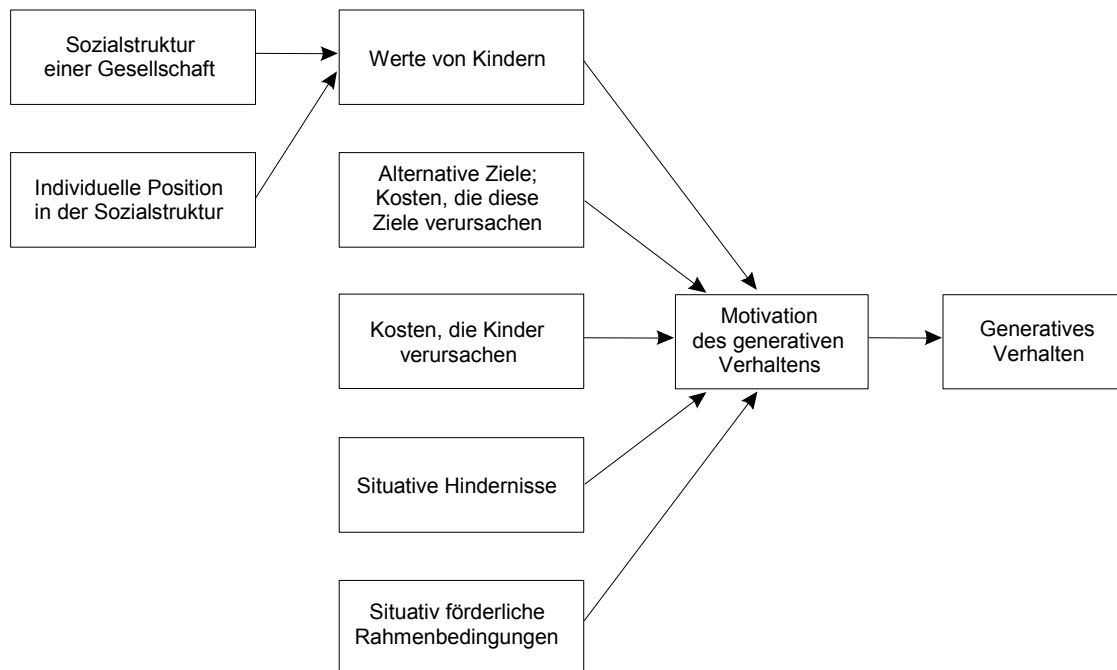 Sozialstruktur
einer Gesellschaft
Werte von Kindern
Individuelle Position
in der Sozialstruktur
Alternative Ziele;
Kosten, die diese
Ziele verursachen
Kosten, die Kinder
verursachen
Motivation
des generativen
Verhaltens
Generatives
Verhalten
Situative Hindernisse
Situativ förderliche
Rahmenbedingungen